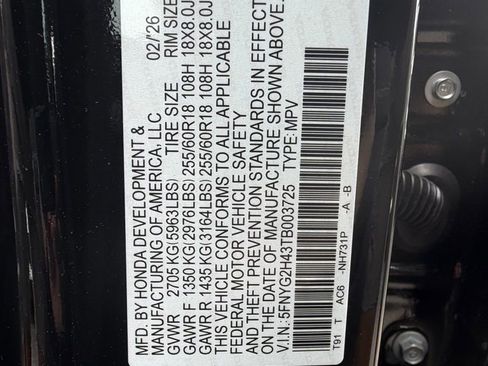 MFD. BY HONDA DEVELOPMENT & 02/26
MANUFACTURING OF AMERICA, LLC
GVWR 2705 KG(5963LBS) TIRE SIZE RIM SIZE
GAWR F 1350 KG(2976LBS) 255/60R18 108H 18X8.0J
GAWR R 1435 KG(3164LBS) 255/60R18 108H 18X8.0J
THIS VEHICLE CONFORMS TO ALL APPLICABLE
FEDERAL MOTOR VEHICLE SAFETY
AND THEFT PREVENTION STANDARDS IN EFFECT
ON THE DATE OF MANUFACTURE SHOWN ABOVE.
V.I.N.:5FNYG2H43TB003725 TYPE:MPV
T91 T AC6 -NH731P -A -B